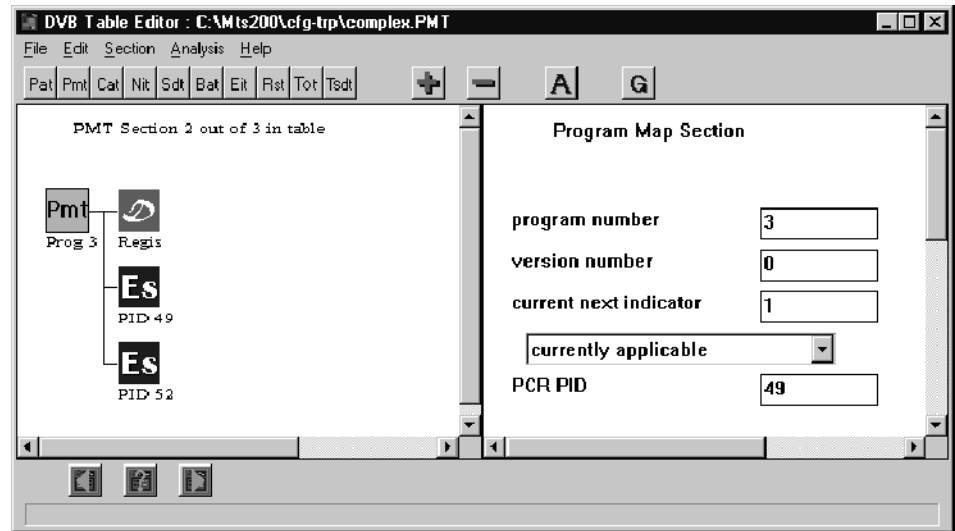 DVB Table Editor : C:\Mts200\cfg-trp\complex.PMT
File Edit Section Analysis Help
Pat Pmt Cat Nit Sdt Bat Eit Rst Tot Tsdt A G
PMT Section 2 out of 3 in table
Pmt
Prog 3
Regis
Es
PID 49
Es
PID 52
Program Map Section
program number 3
version number 0
current next indicator 1
currently applicable
PCR PID 49